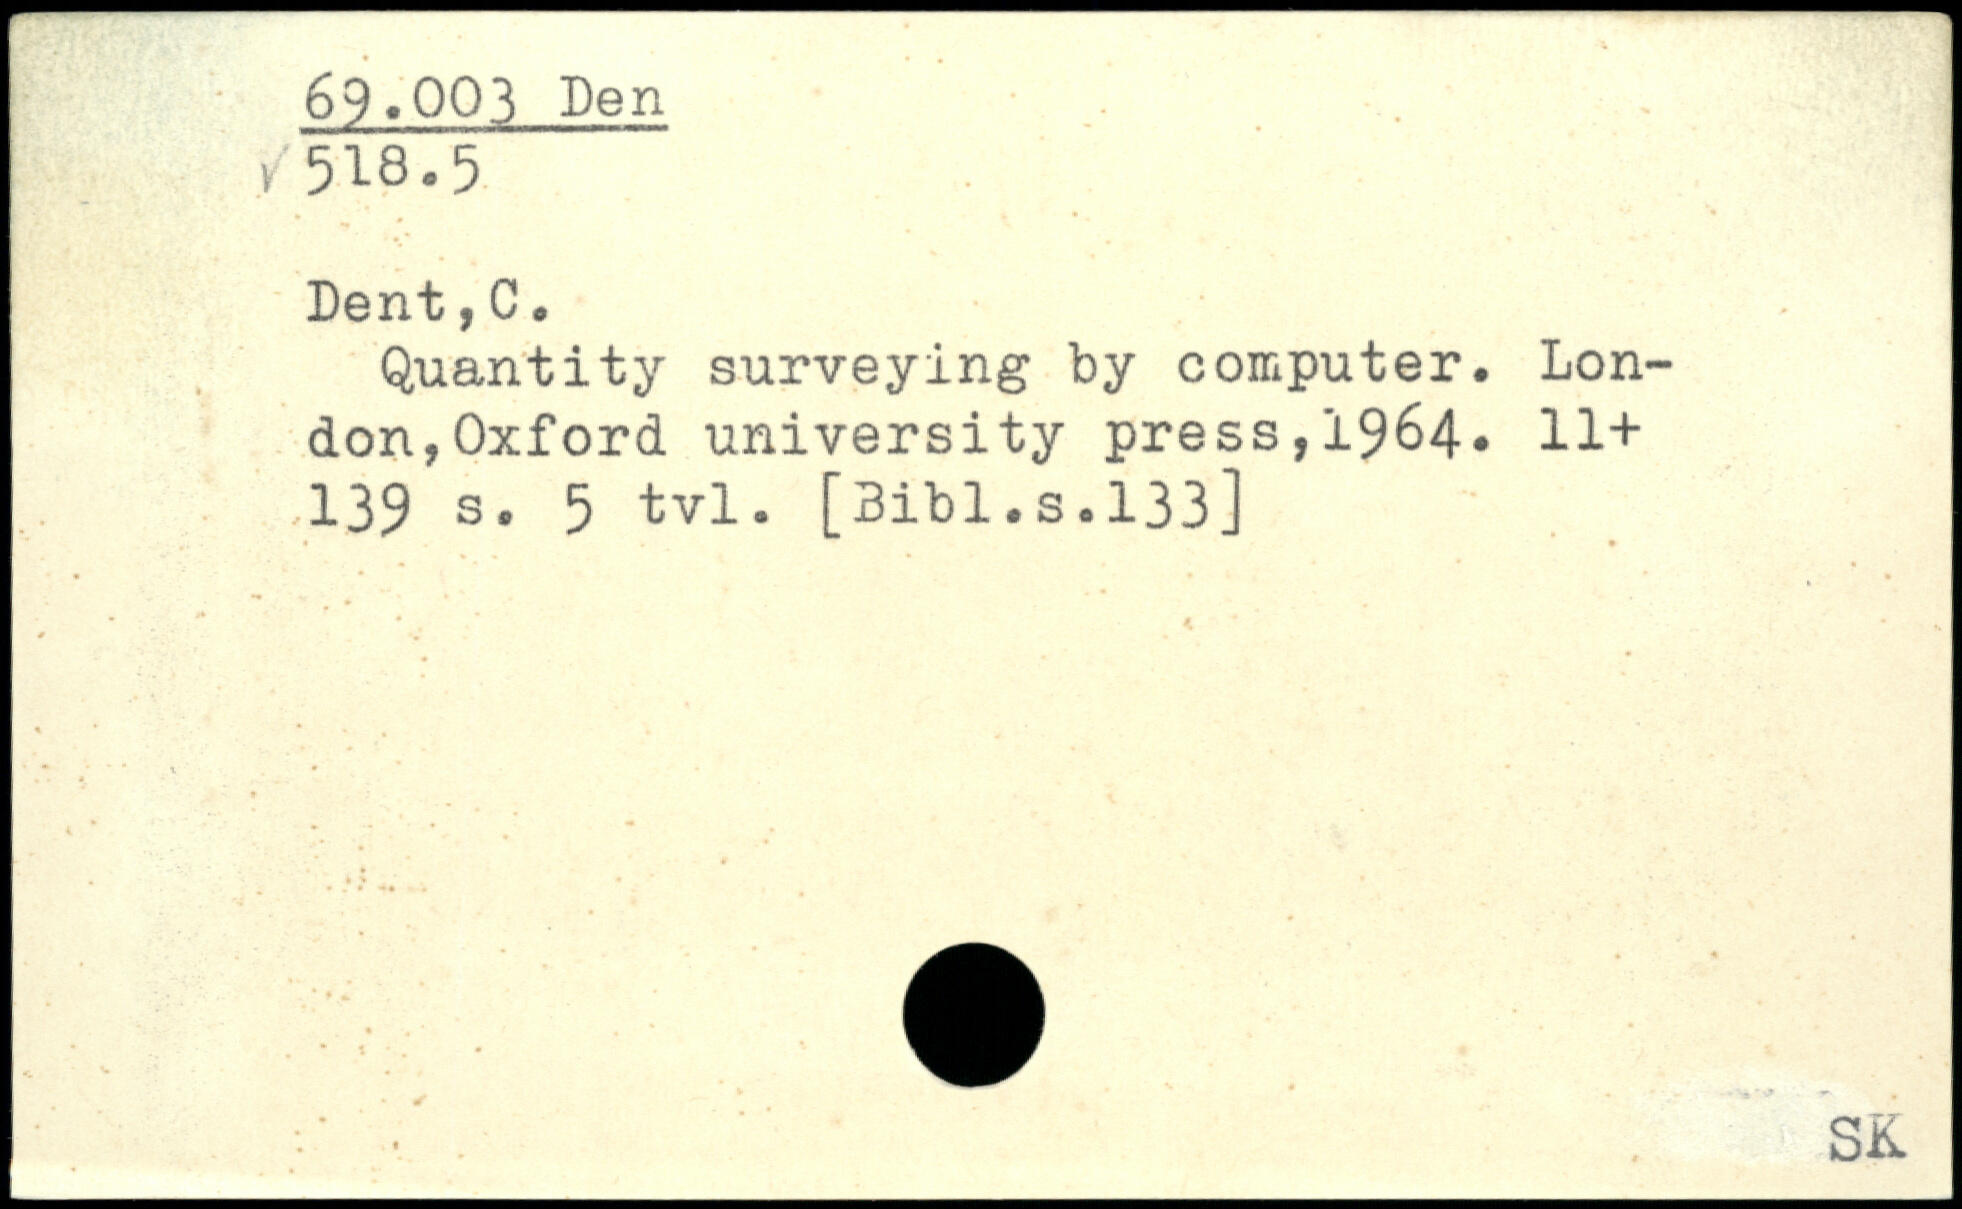 69.003 Den
✓ 518.5
Dent,C.
Quantity surveying by computer. Lon-
don,Oxford university press,1964. 11+
139 s. 5 tvl. [Bibl.s.133]
SK